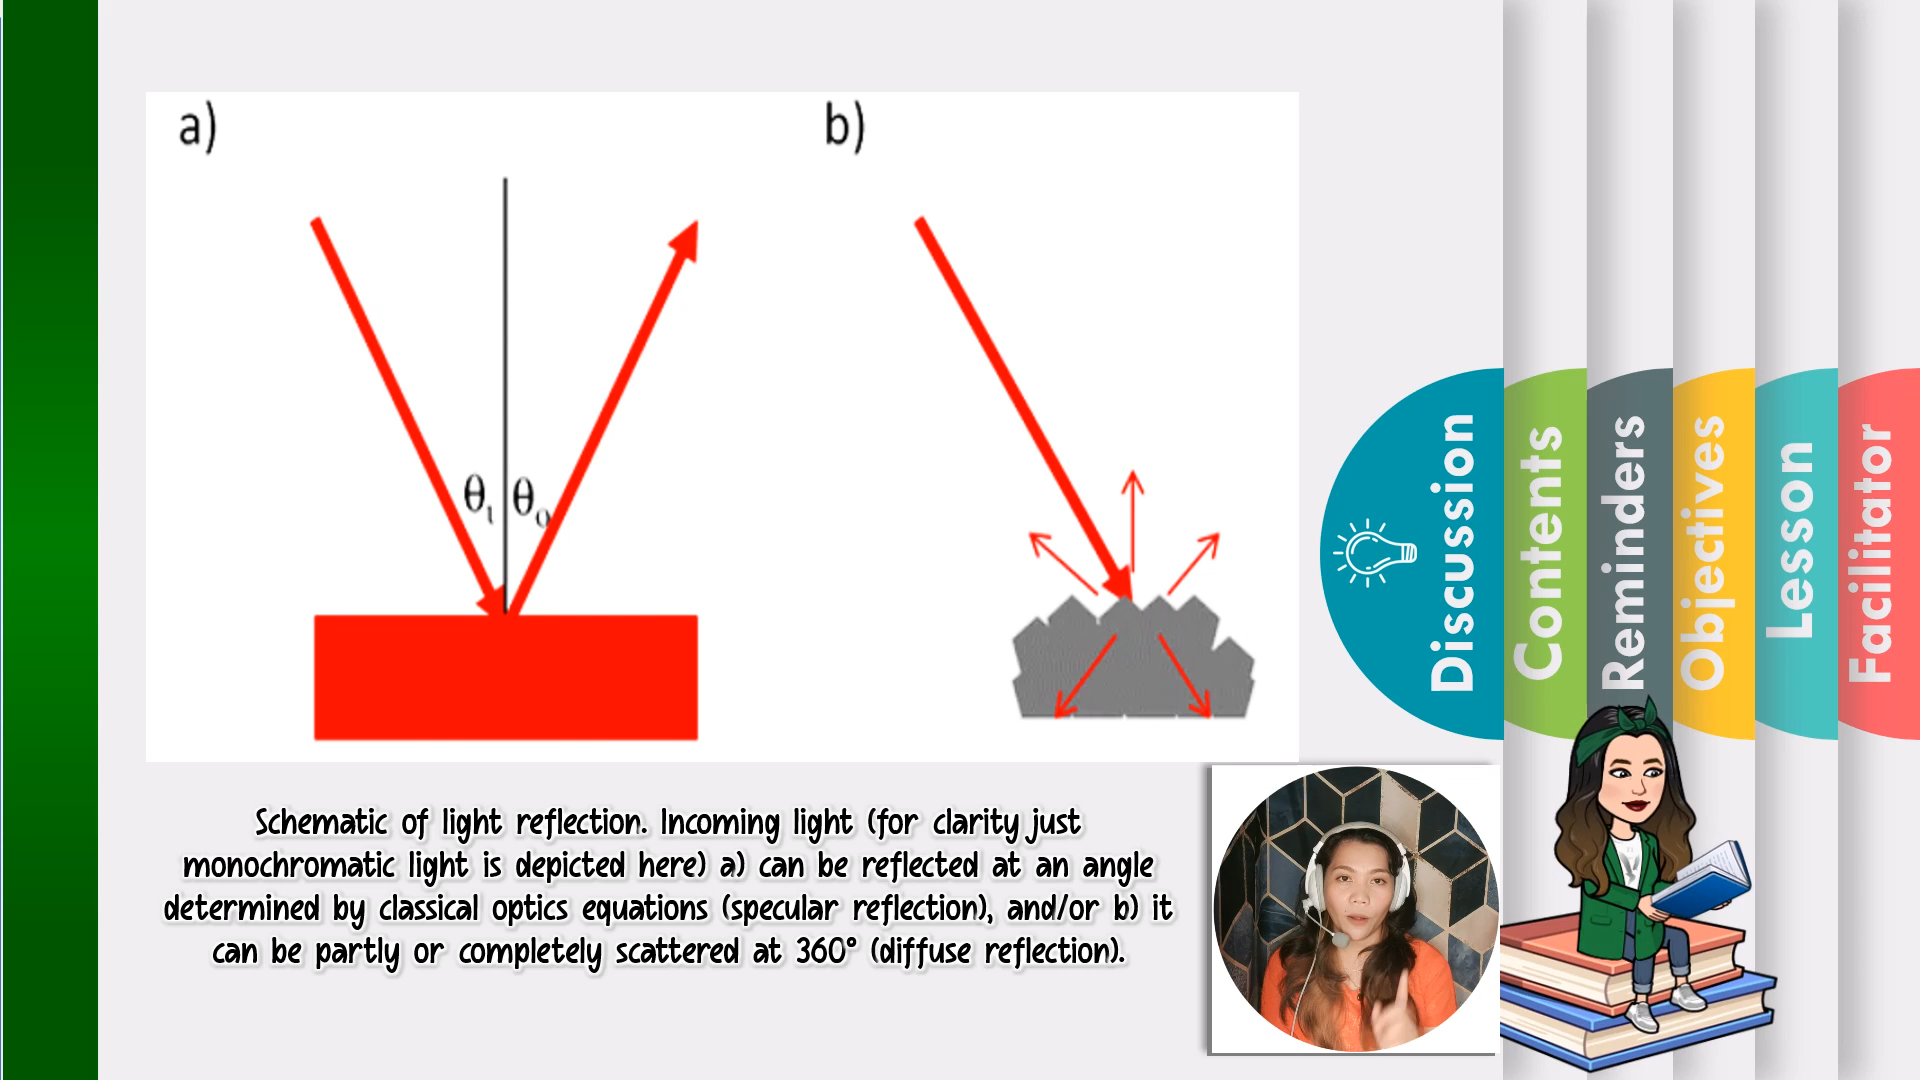 a)
b)
θι
θο
Schematic of light reflection. Incoming light (for clarity just
monochromatic light is depicted here) a) can be reflected at an angle
determined by classical optics equations (specular reflection), and/or b) it
can be partly or completely scattered at 360° (diffuse reflection).
Discussion
Contents
Reminders
Objectives
Lesson
Facilitator